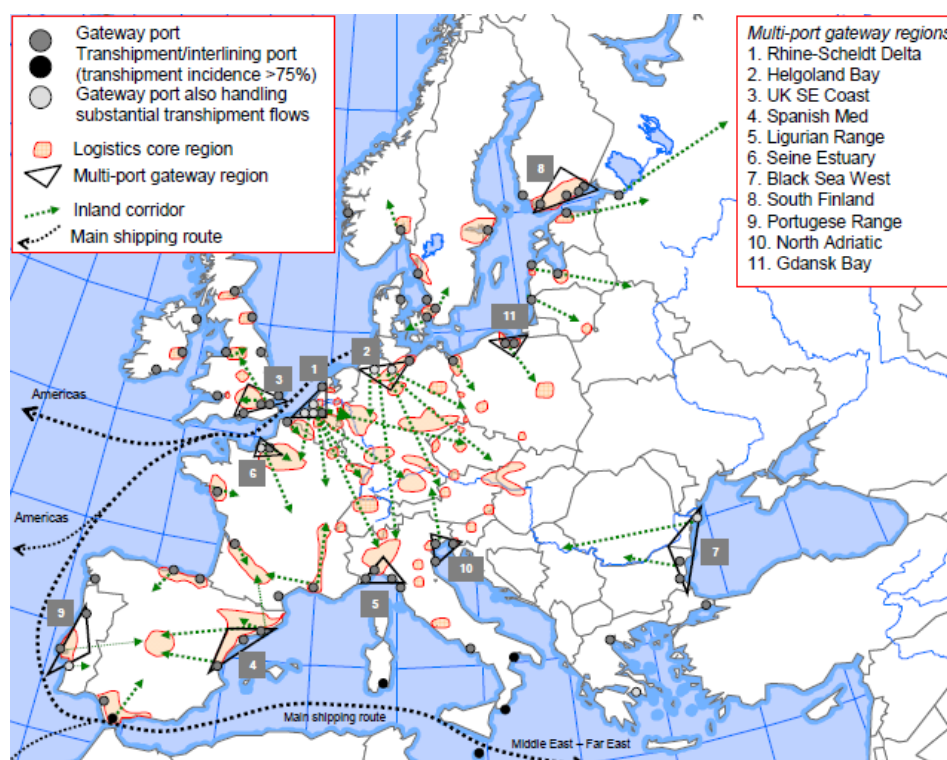 Gateway port
Transhipment/interlining port
(transhipment incidence >75%)
Gateway port also handling
substantial transhipment flows
Logistics core region
Multi-port gateway region
Inland corridor
Main shipping route
Multi-port gateway regions
1. Rhine-Scheldt Delta
2. Helgoland Bay
3. UK SE Coast
4. Spanish Med
5. Ligurian Range
6. Seine Estuary
7. Black Sea West
8. South Finland
9. Portugese Range
10. North Adriatic
11. Gdansk Bay
8
11
1
2
3
Americas
6
Americas
7
10
5
9
4
Main shipping route
Middle East – Far East